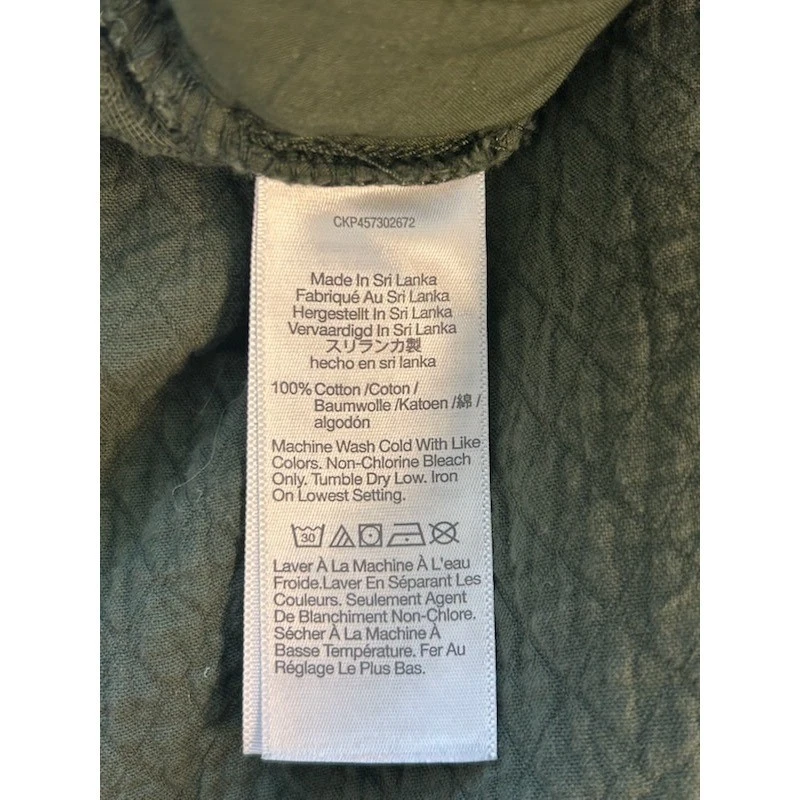 CKP457302672
Made In Sri Lanka
Fabriqué Au Sri Lanka
Hergestellt In Sri Lanka
Vervaardigd In Sri Lanka
スリランカ製
hecho en sri lanka
100% Cotton /Coton /
Baumwolle /Katoen /綿 /
algodón
Machine Wash Cold With Like
Colors. Non-Chlorine Bleach
Only. Tumble Dry Low. Iron
On Lowest Setting.
30
Laver À La Machine À L'eau
Froide.Laver En Séparant Les
Couleurs. Seulement Agent
De Blanchiment Non-Chlore.
Sécher À La Machine À
Basse Température. Fer Au
Réglage Le Plus Bas.